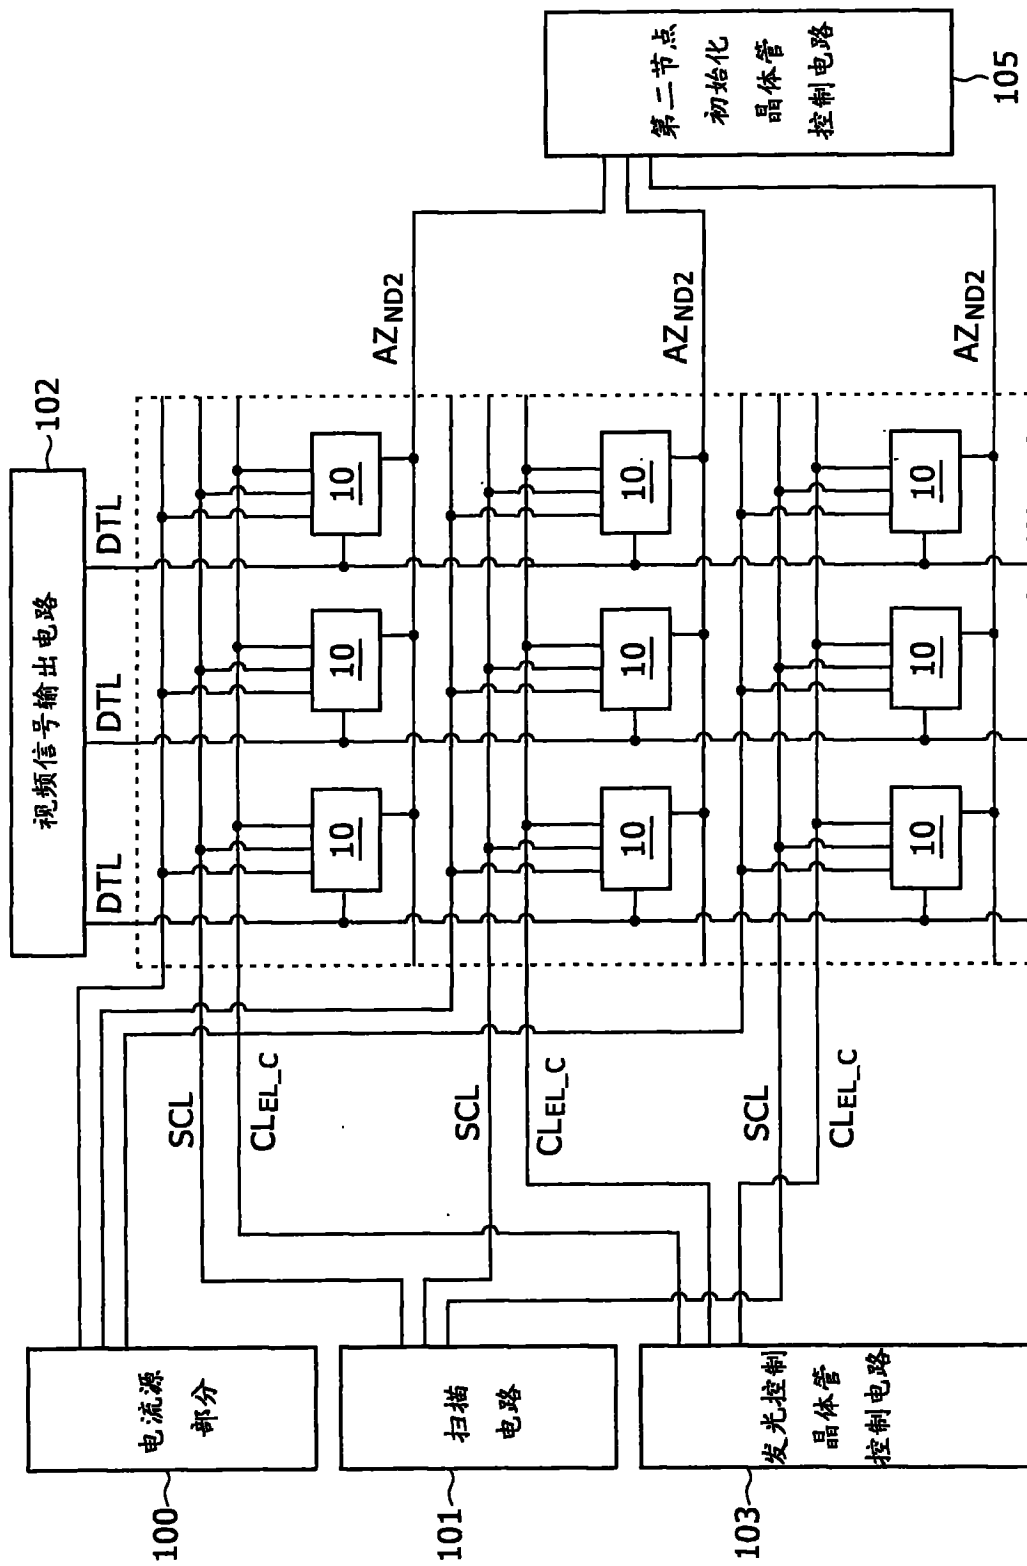 102
视频信号输出电路
DTL
DTL
DTL
第二节点
初始化
晶体管
控制电路
105
AZND2
AZND2
AZND2
10
10
10
10
10
10
10
10
10
SCL
CLEL_C
SCL
CLEL_C
SCL
CLEL_C
电流源
部分
100
扫描
电路
101
发光控制
晶体管
控制电路
103